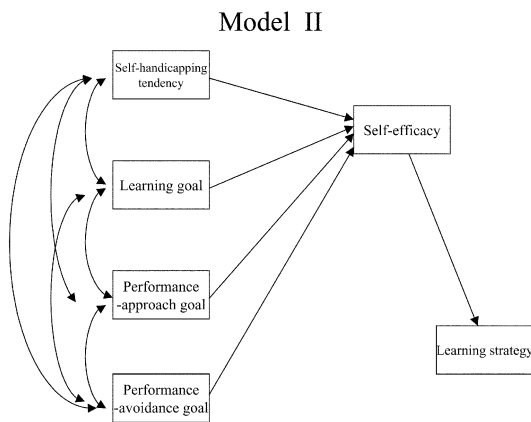 Model II
Self-handicapping
tendency
Self-efficacy
Learning goal
Performance
-approach goal
Learning strategy
Performance
-avoidance goal